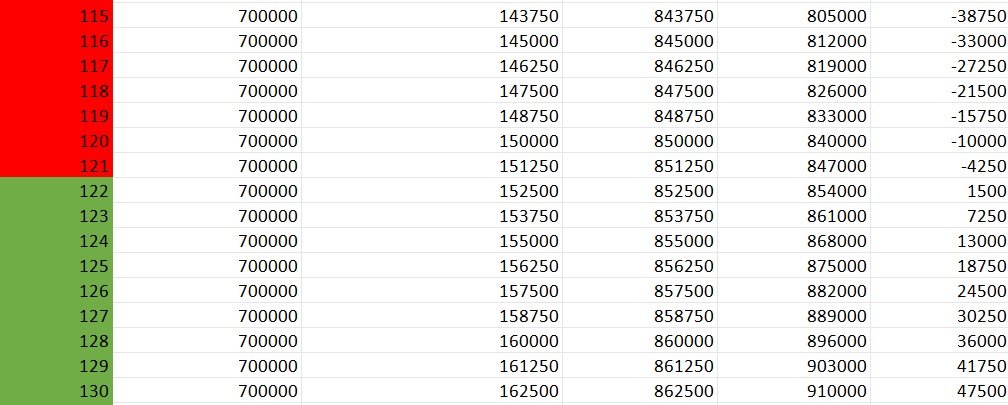 115 700000 143750 843750 805000 -38750
116 700000 145000 845000 812000 -33000
117 700000 146250 846250 819000 -27250
118 700000 147500 847500 826000 -21500
119 700000 148750 848750 833000 -15750
120 700000 150000 850000 840000 -10000
121 700000 151250 851250 847000 -4250
122 700000 152500 852500 854000 1500
123 700000 153750 853750 861000 7250
124 700000 155000 855000 868000 13000
125 700000 156250 856250 875000 18750
126 700000 157500 857500 882000 24500
127 700000 158750 858750 889000 30250
128 700000 160000 860000 896000 36000
129 700000 161250 861250 903000 41750
130 700000 162500 862500 910000 47500